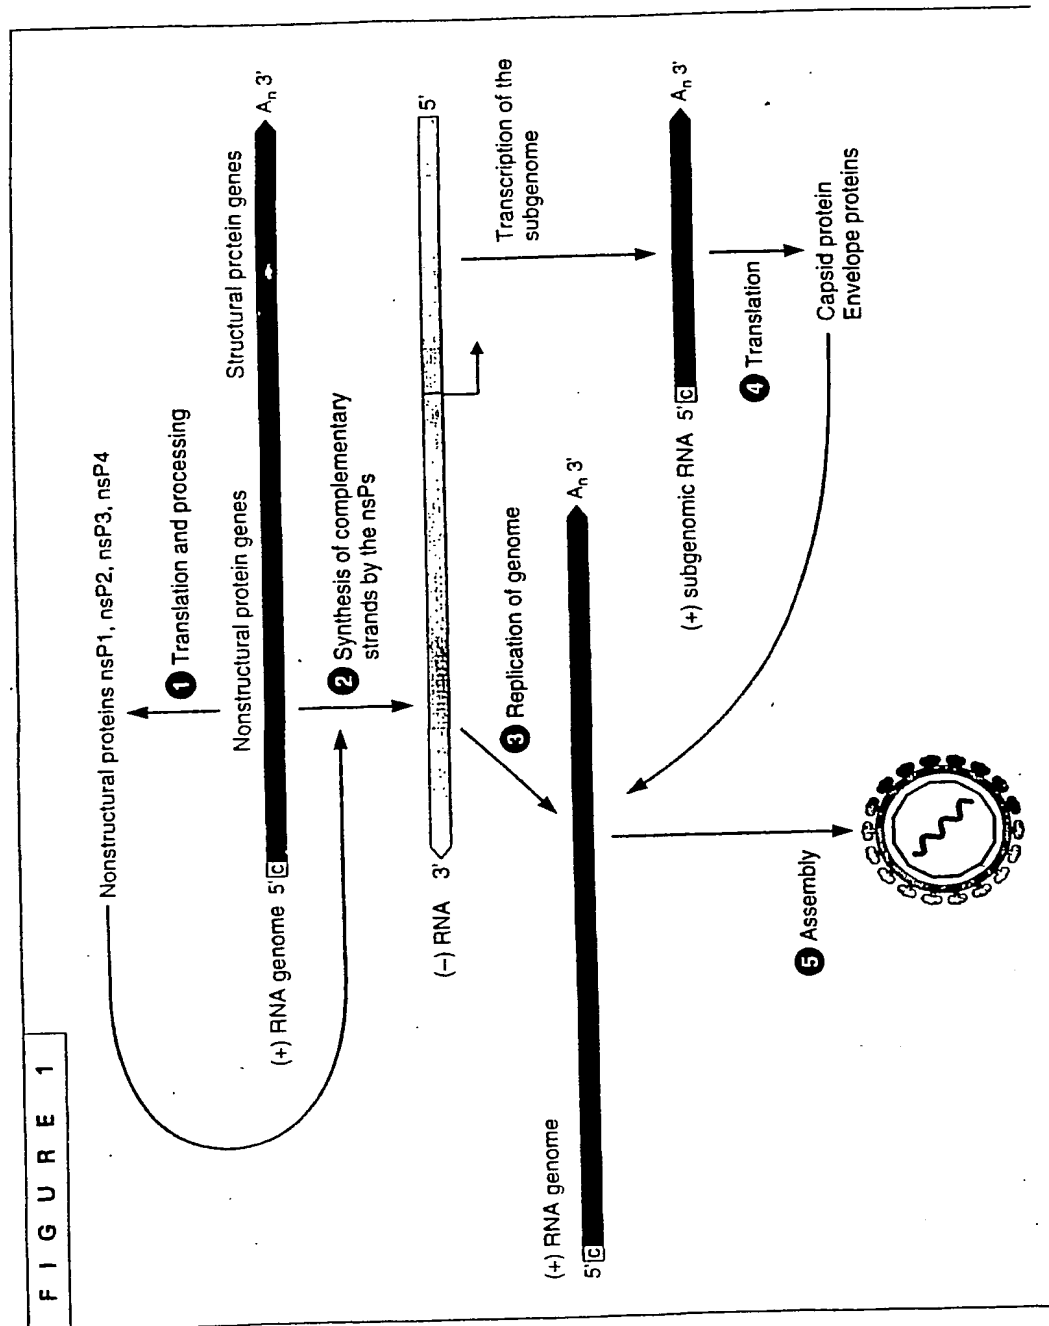 FIGURE 1
Nonstructural proteins nsP1, nsP2, nsP3, nsP4
1 Translation and processing
Nonstructural protein genes
Structural protein genes
(+) RNA genome 5' C
An 3'
2 Synthesis of complementary
strands by the nsPs
(–) RNA 3'
5'
3 Replication of genome
Transcription of the
subgenome
(+) RNA genome
5' C
An 3'
(+) subgenomic RNA 5' C
An 3'
4 Translation
Capsid protein
Envelope proteins
5 Assembly